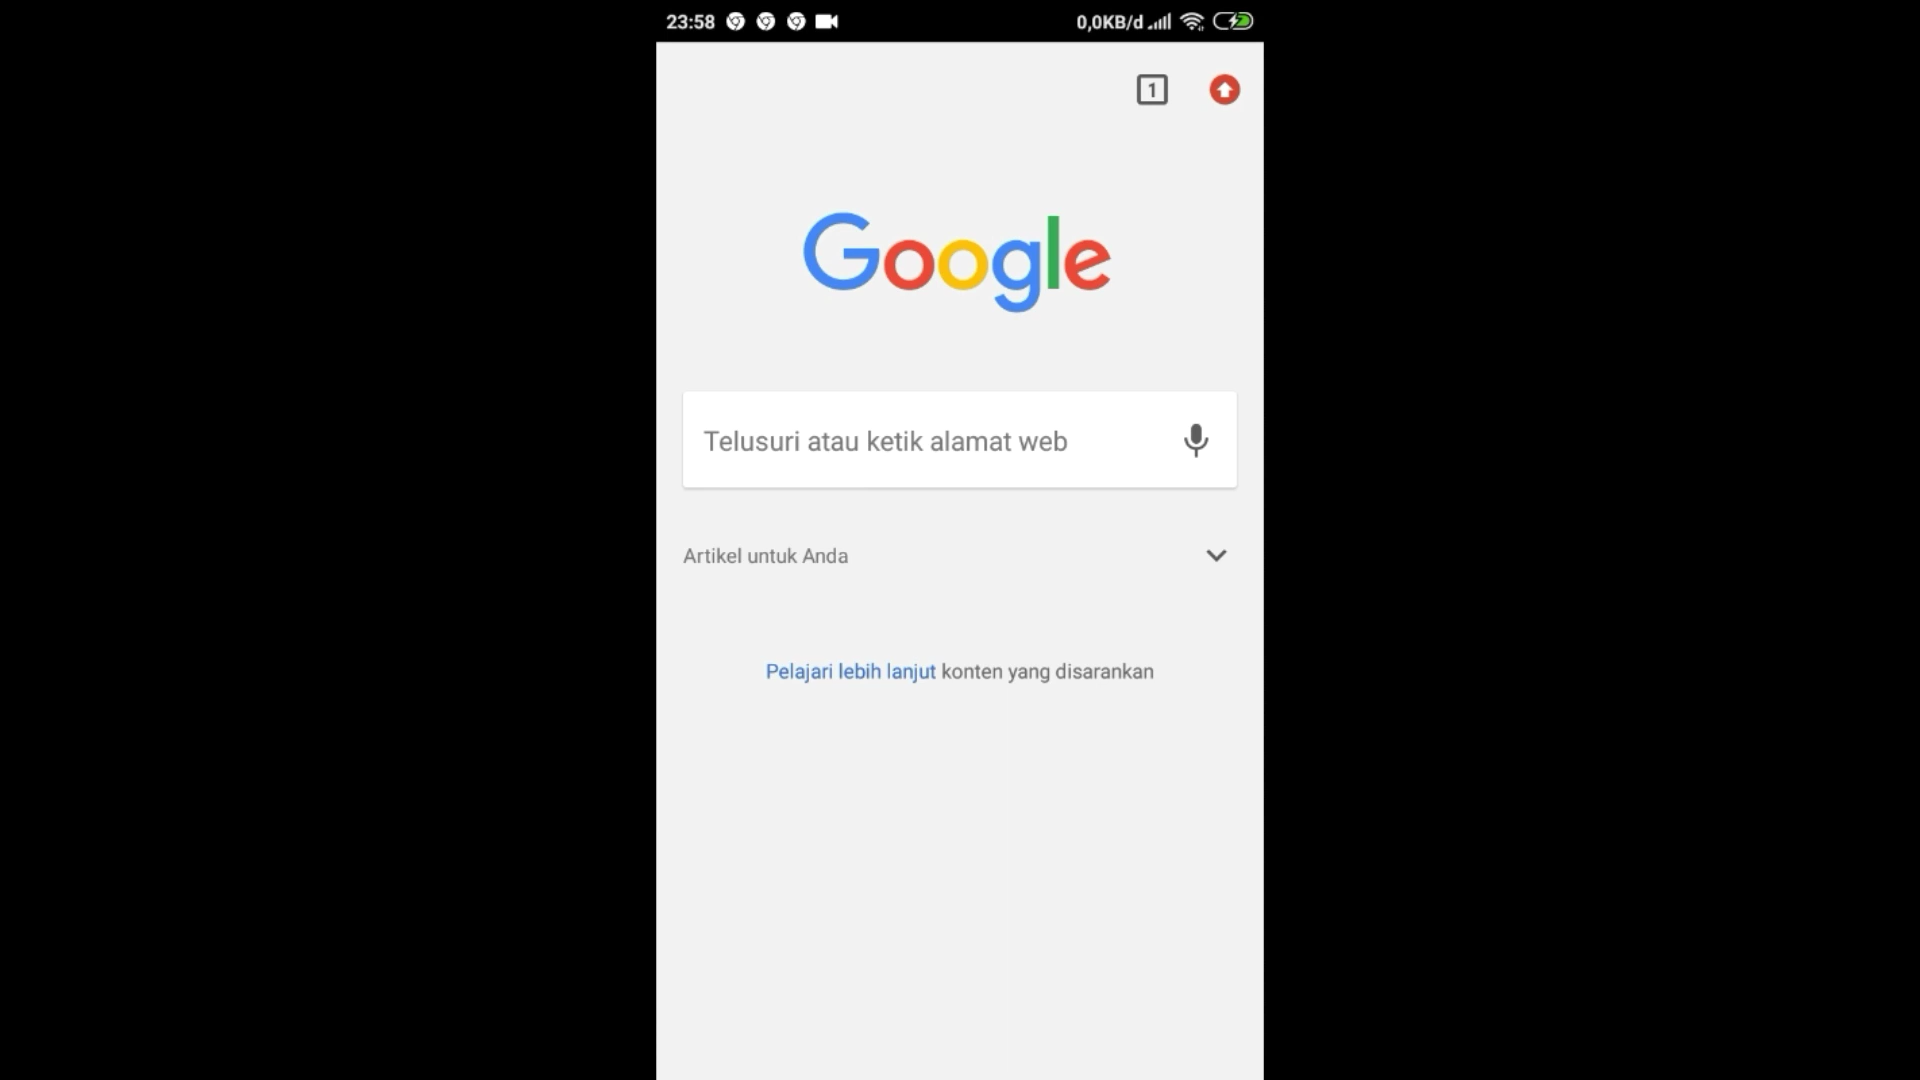 23:58 0,0KB/d
1
Google
Telusuri atau ketik alamat web
Artikel untuk Anda
Pelajari lebih lanjut konten yang disarankan